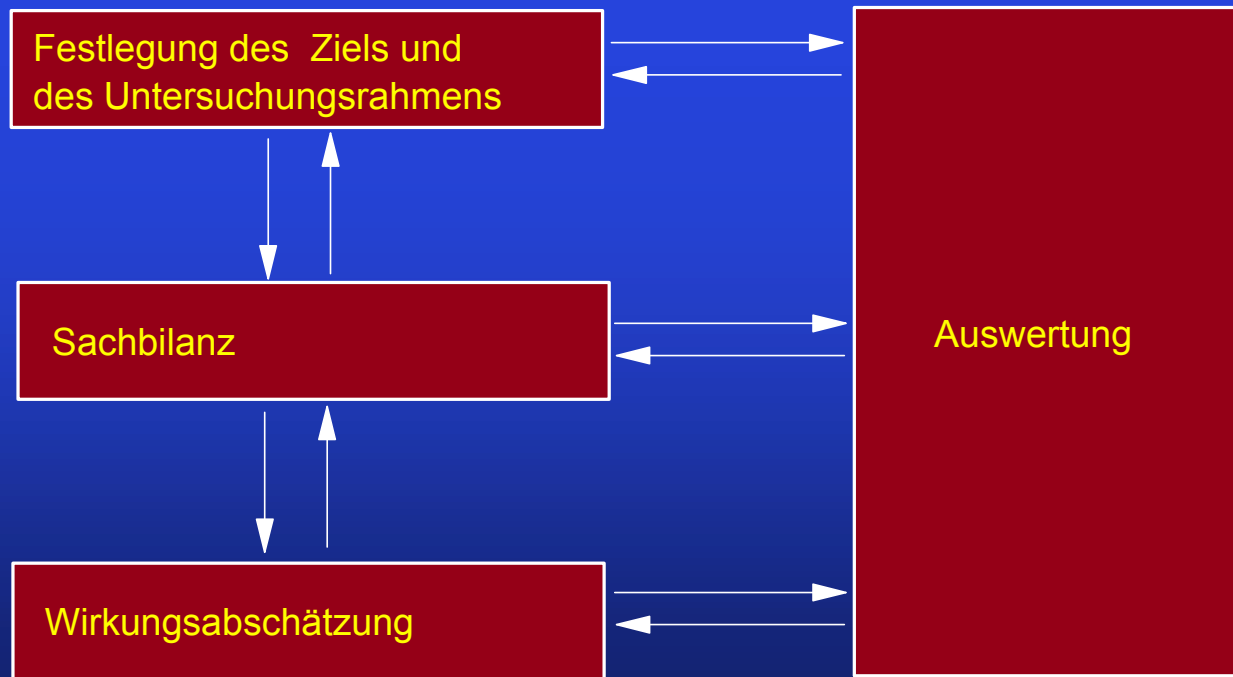 Festlegung des Ziels und
des Untersuchungsrahmens
Sachbilanz
Auswertung
Wirkungsabschätzung